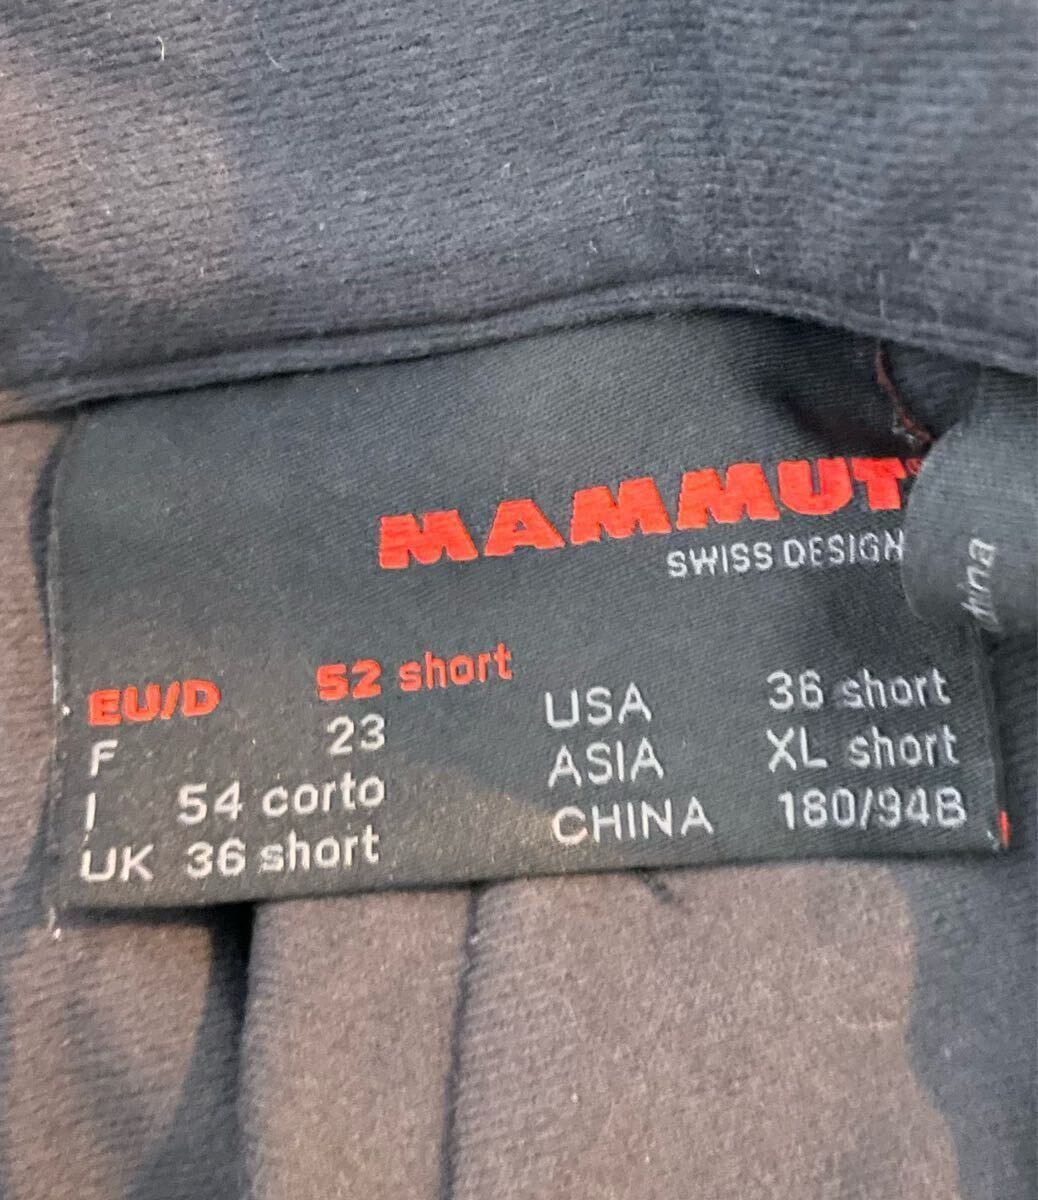 MAMMUT
SWISS DESIGN
EU/D 52 short
F 23
I 54 corto
UK 36 short
USA 36 short
ASIA XL short
CHINA 180/94B
hina